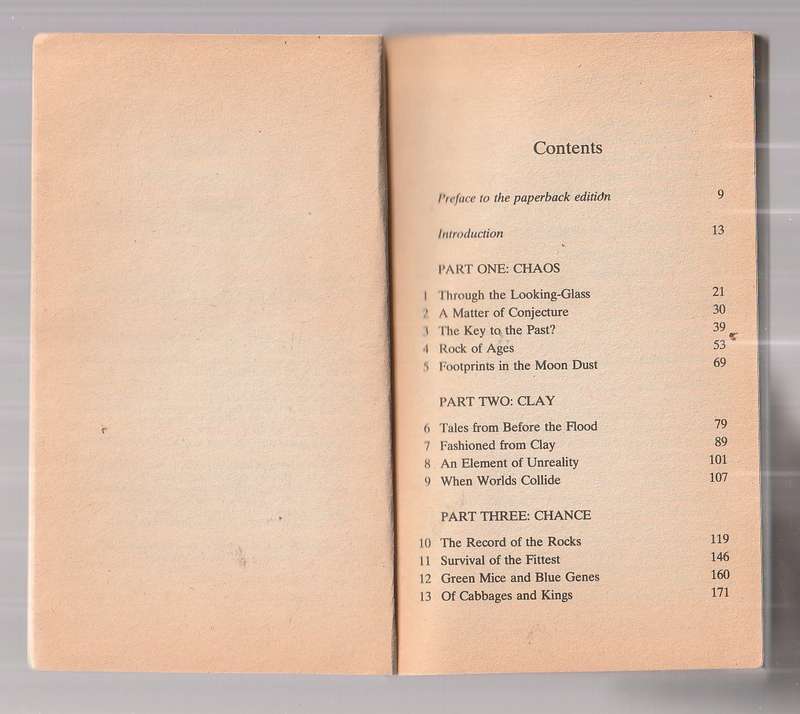 Contents
Preface to the paperback edition 9
Introduction 13
PART ONE: CHAOS
1 Through the Looking-Glass 21
2 A Matter of Conjecture 30
3 The Key to the Past? 39
4 Rock of Ages 53
5 Footprints in the Moon Dust 69
PART TWO: CLAY
6 Tales from Before the Flood 79
7 Fashioned from Clay 89
8 An Element of Unreality 101
9 When Worlds Collide 107
PART THREE: CHANCE
10 The Record of the Rocks 119
11 Survival of the Fittest 146
12 Green Mice and Blue Genes 160
13 Of Cabbages and Kings 171